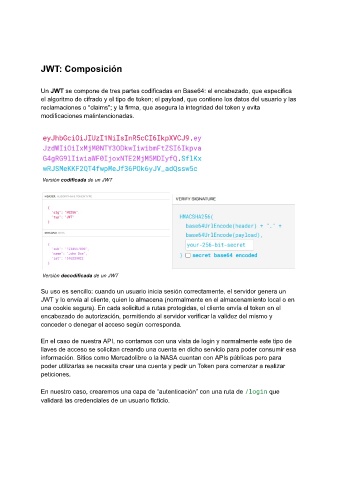 JWT: Composición
Un JWT se compone de tres partes codificadas en Base64: el encabezado, que especifica
el algoritmo de cifrado y el tipo de token; el payload, que contiene los datos del usuario y las
reclamaciones o "claims"; y la firma, que asegura la integridad del token y evita
modificaciones malintencionadas.
eyJhbGciOiJIUzI1NiIsInR5cCI6IkpXVCJ9.ey
JzdWIiOiIxMjM0NTY3ODkwIiwibmFtZSI6Ikpva
G4gRG9lIiwiaWF0IjoxNTE2MjM5MDIyfQ.SflKx
wRJSMeKKF2QT4fwpMeJf36POk6yJV_adQssw5c
Versión codificada de un JWT
HEADER:
VERIFY SIGNATURE
{
"alg": "HS256",
"typ": "JWT"
}
PAYLOAD: DATA
{
"sub": "1234567890",
"name": "John Doe",
"iat": 1516239022
}
HMACSHA256(
base64UrlEncode(header) + "." +
base64UrlEncode(payload),
your-256-bit-secret
) secret base64 encoded
Versión decodificada de un JWT
Su uso es sencillo: cuando un usuario inicia sesión correctamente, el servidor genera un
JWT y lo envía al cliente, quien lo almacena (normalmente en el almacenamiento local o en
una cookie segura). En cada solicitud a rutas protegidas, el cliente envía el token en el
encabezado de autorización, permitiendo al servidor verificar la validez del mismo y
conceder o denegar el acceso según corresponda.
En el caso de nuestra API, no contamos con una vista de login y normalmente este tipo de
llaves de acceso se solicitan creando una cuenta en dicho servicio para poder consumir esa
información. Sitios como Mercadolibre o la NASA cuentan con APIs públicas pero para
poder utilizarlas se necesita crear una cuenta y pedir un Token para comenzar a realizar
peticiones.
En nuestro caso, crearemos una capa de "autenticación" con una ruta de /login que
validará las credenciales de un usuario ficticio.